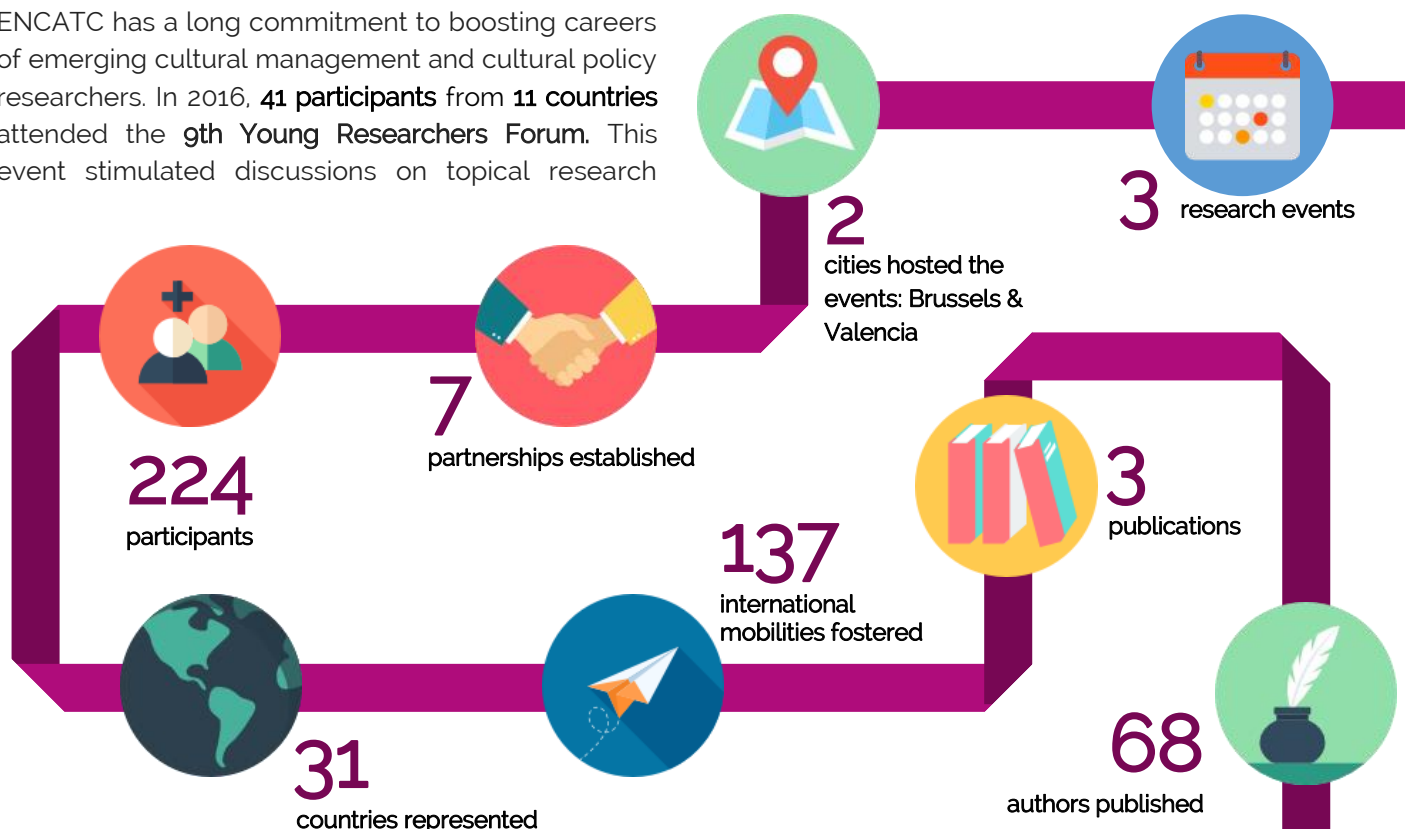 ENCATC has a long commitment to boosting careers
of emerging cultural management and cultural policy
researchers. In 2016, 41 participants from 11 countries
attended the 9th Young Researchers Forum. This
event stimulated discussions on topical research
3
research events
2
cities hosted the
events: Brussels &
Valencia
7
partnerships established
224
participants
31
countries represented
137
international
mobilities fostered
3
publications
68
authors published